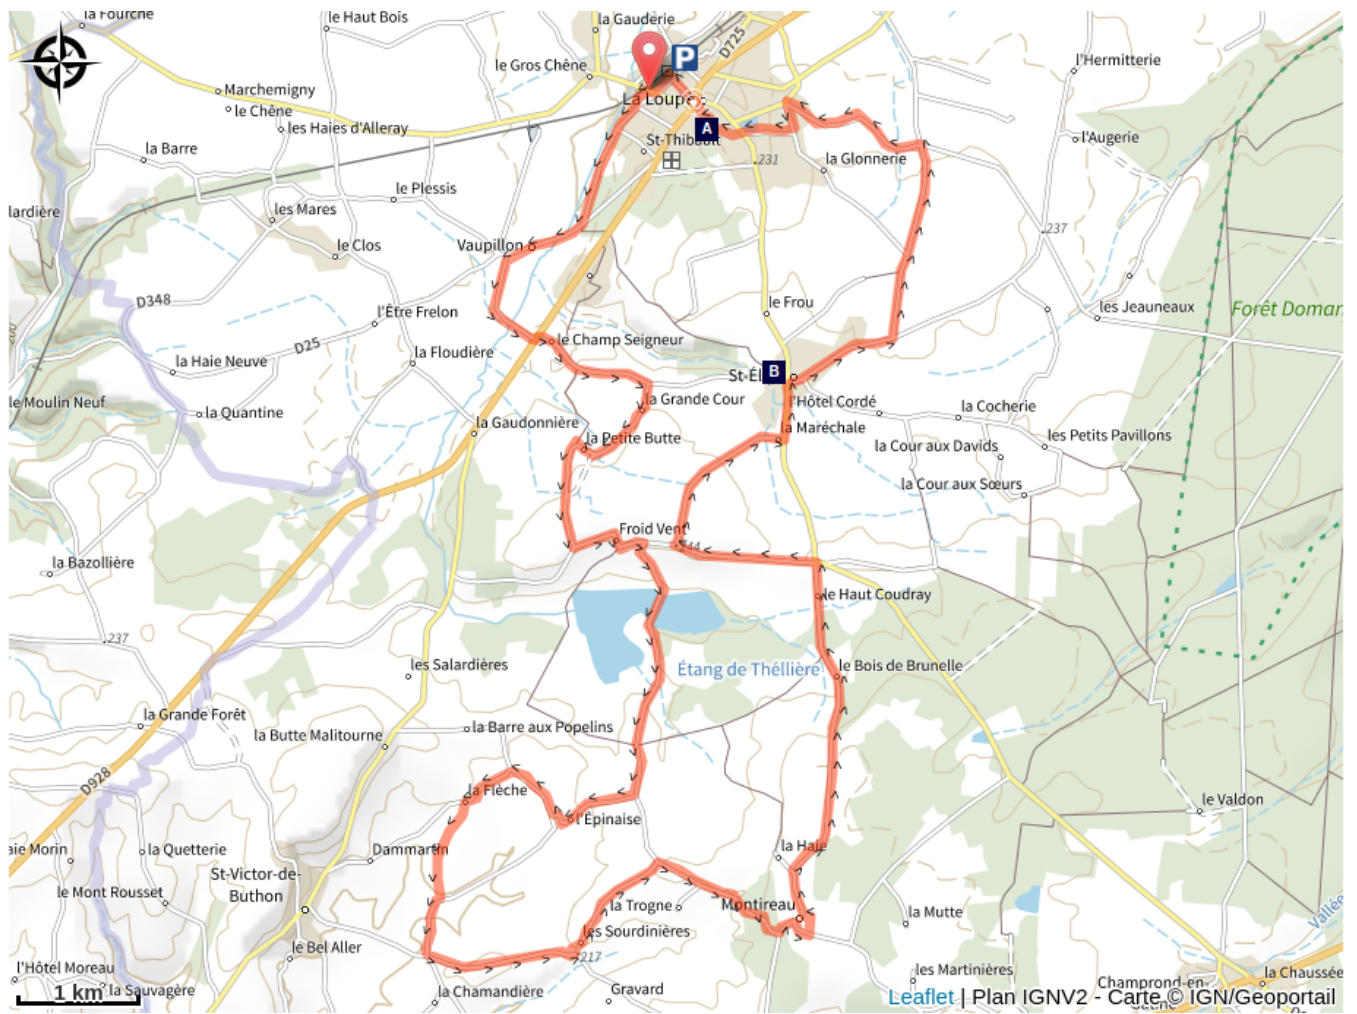 la Fourche
le Haut Bois
la Gauderie
D725
P
le Gros Chêne
l'Hermitterie
Marchemigny
le Chêne
La Loupe
les Haies d'Alleray
A
St-Thibault
l'Augerie
la Barre
231
la Glonnerie
le Plessis
lardière
les Mares
237
le Clos
Vaupillon
D348
le Frou
les Jeauneaux
Forêt Doman
l'Être Frelon
D25
le Champ Seigneur
la Haie Neuve
la Floudière
St-Él
B
le Moulin Neuf
la Grande Cour
l'Hôtel Cordé
la Cocherie
la Quantine
la Gaudonnière
la Maréchale
la Petite Butte
les Petits Pavillons
la Cour aux Davids
la Cour aux Sœurs
Froid Vent
244
la Bazollière
le Haut Coudray
237
les Salardières
Étang de Théllière
le Bois de Brunelle
la Grande Forêt
la Barre aux Popelins
la Butte Malitourne
D928
la Flèche
le Valdon
l'Épinaise
aie Morin
la Quetterie
Dammartin
la Haie
St-Victor-de-
Buthon
le Mont Rousset
la Trogne
Montireau
la Mutte
Vallée
les Sourdinières
le Bel Aller
217
l'Hôtel Moreau
les Martinières
la Chaussée
Champrond-en-
Gâtine
1 km
la Sauvagère
la Chamandière
Gravard
Leaflet | Plan IGNV2 - Carte © IGN/Geoportail